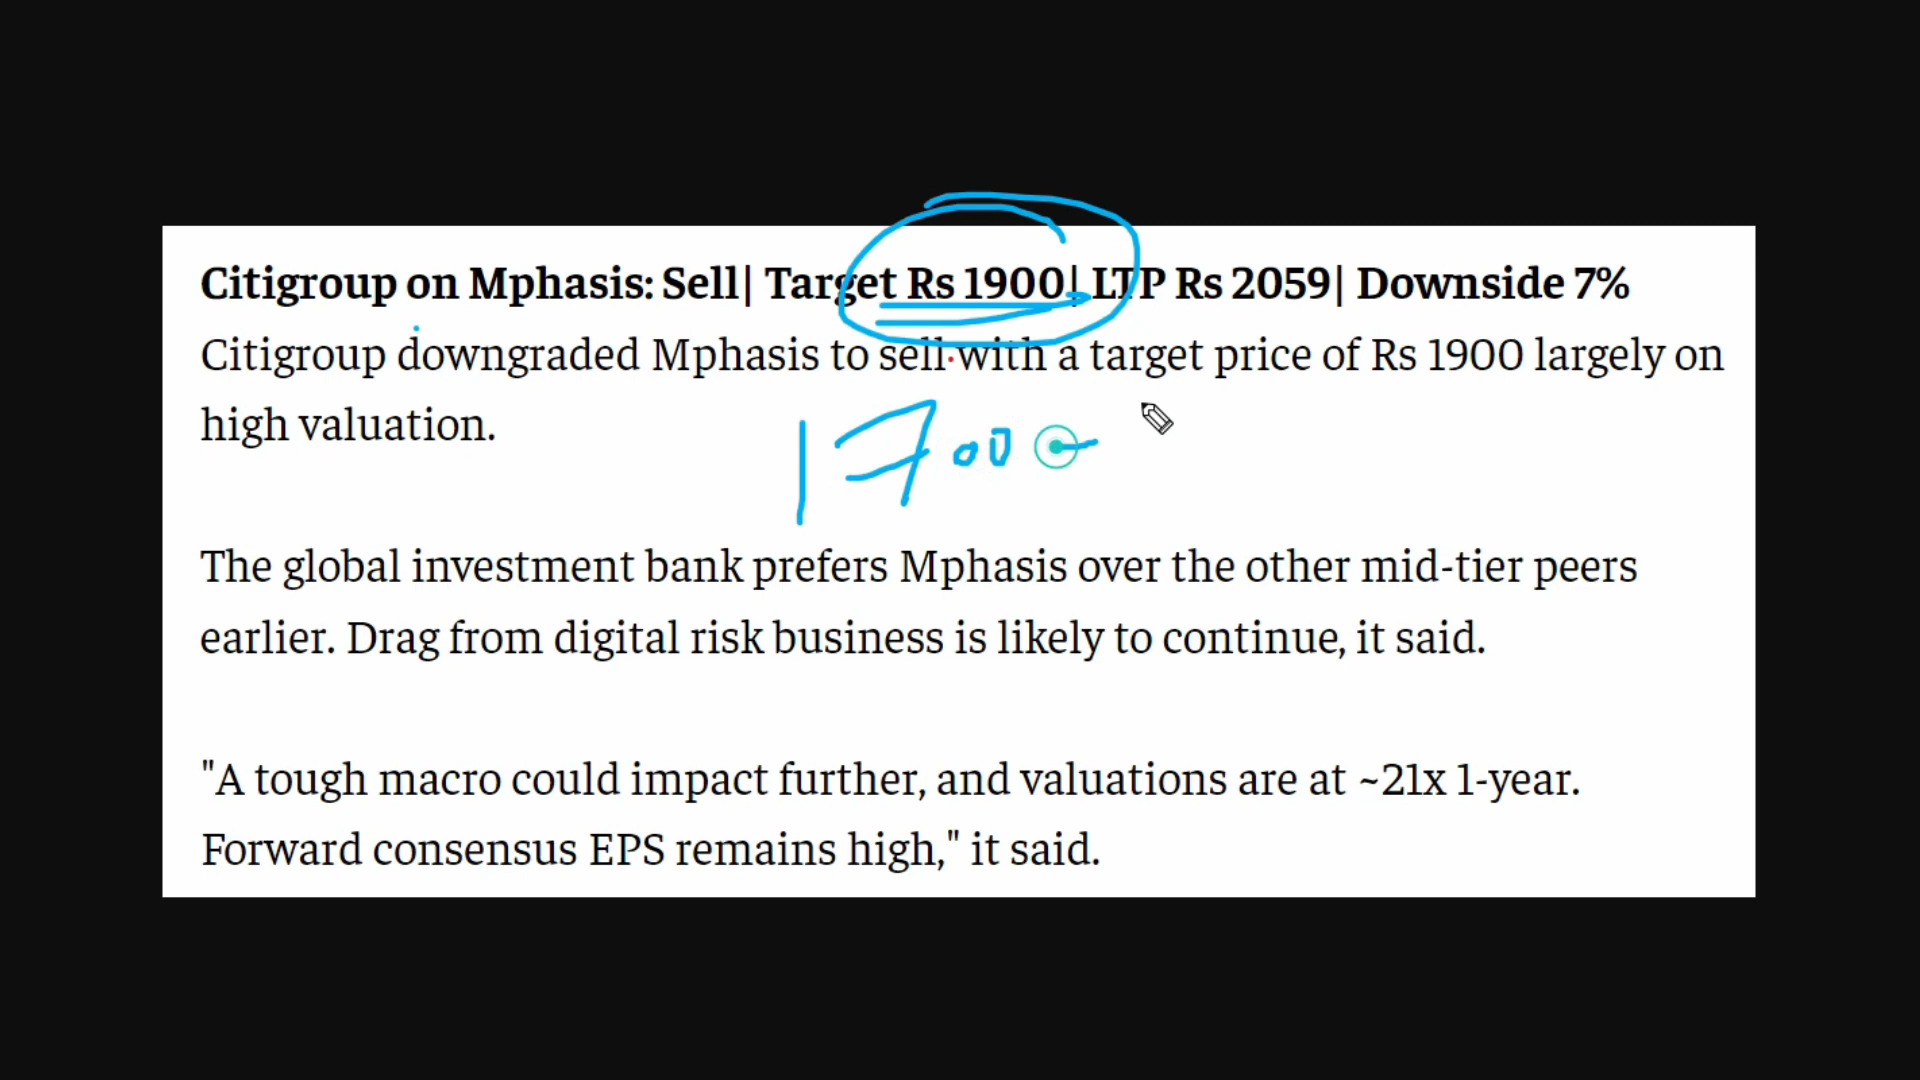 Citigroup on Mphasis: Sell| Target Rs 1900| LTP Rs 2059| Downside 7%
Citigroup downgraded Mphasis to sell with a target price of Rs 1900 largely on
high valuation.
1700
The global investment bank prefers Mphasis over the other mid-tier peers
earlier. Drag from digital risk business is likely to continue, it said.
"A tough macro could impact further, and valuations are at ~21x 1-year.
Forward consensus EPS remains high," it said.